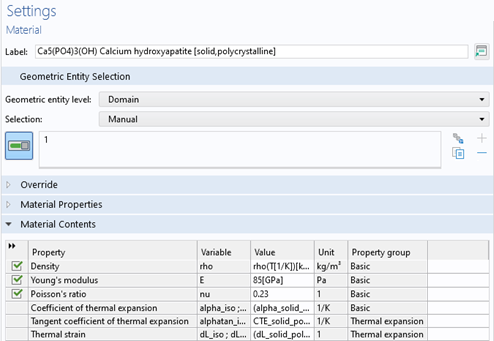 Settings
Material
Label: Ca5(PO4)3(OH) Calcium hydroxyapatite [solid,polycrystalline]
Geometric Entity Selection
Geometric entity level: Domain
Selection: Manual
1
Override
Material Properties
Material Contents
Property Variable Value Unit Property group
Density rho rho(T[1/K])[k... kg/m³ Basic
Young's modulus E 85[GPa] Pa Basic
Poisson's ratio nu 0.23 1 Basic
Coefficient of thermal expansion alpha_iso ;... (alpha_solid_... 1/K Basic
Tangent coefficient of thermal expansion alphatan_i... CTE_solid_po... 1/K Thermal expansion
Thermal strain dL_iso ; dL... (dL_solid_pol... 1 Thermal expansion